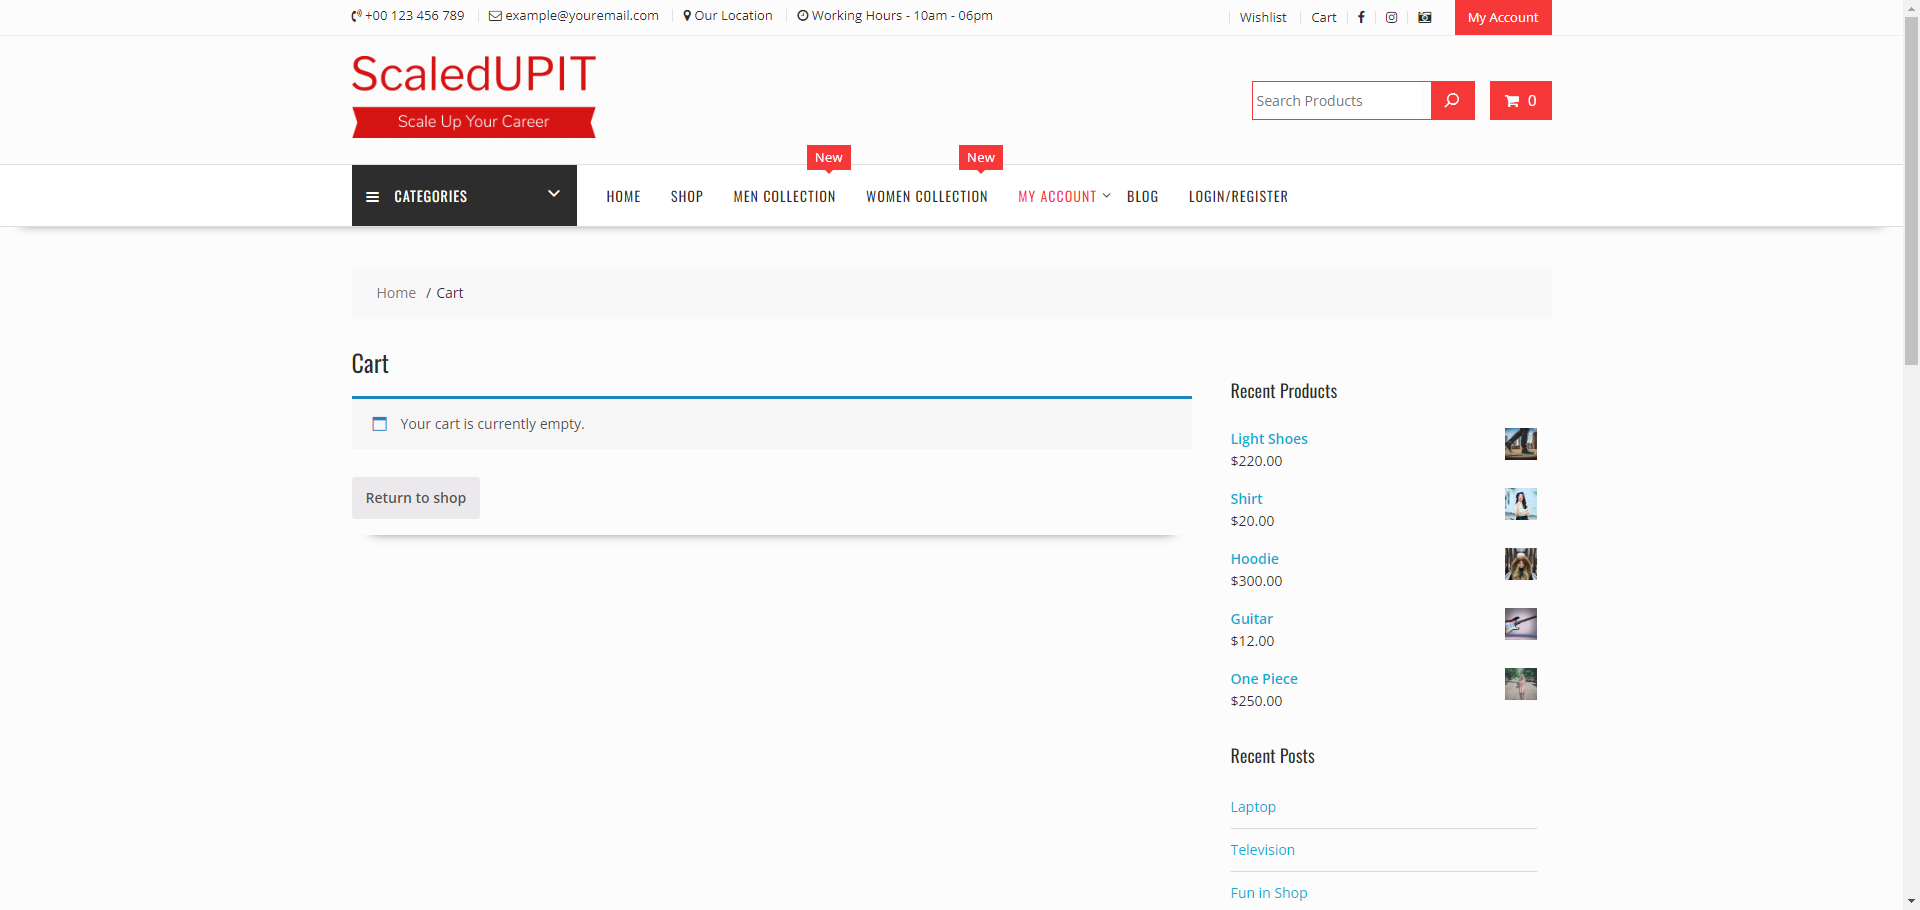 +00 123 456 789
example@youremail.com
Our Location
Working Hours - 10am - 06pm
Wishlist
Cart
My Account
ScaledUPIT
Scale Up Your Career
Search Products
0
New
New
CATEGORIES
HOME
SHOP
MEN COLLECTION
WOMEN COLLECTION
MY ACCOUNT
BLOG
LOGIN/REGISTER
Home / Cart
Cart
Your cart is currently empty.
Return to shop
Recent Products
Light Shoes
$220.00
Shirt
$20.00
Hoodie
$300.00
Guitar
$12.00
One Piece
$250.00
Recent Posts
Laptop
Television
Fun in Shop